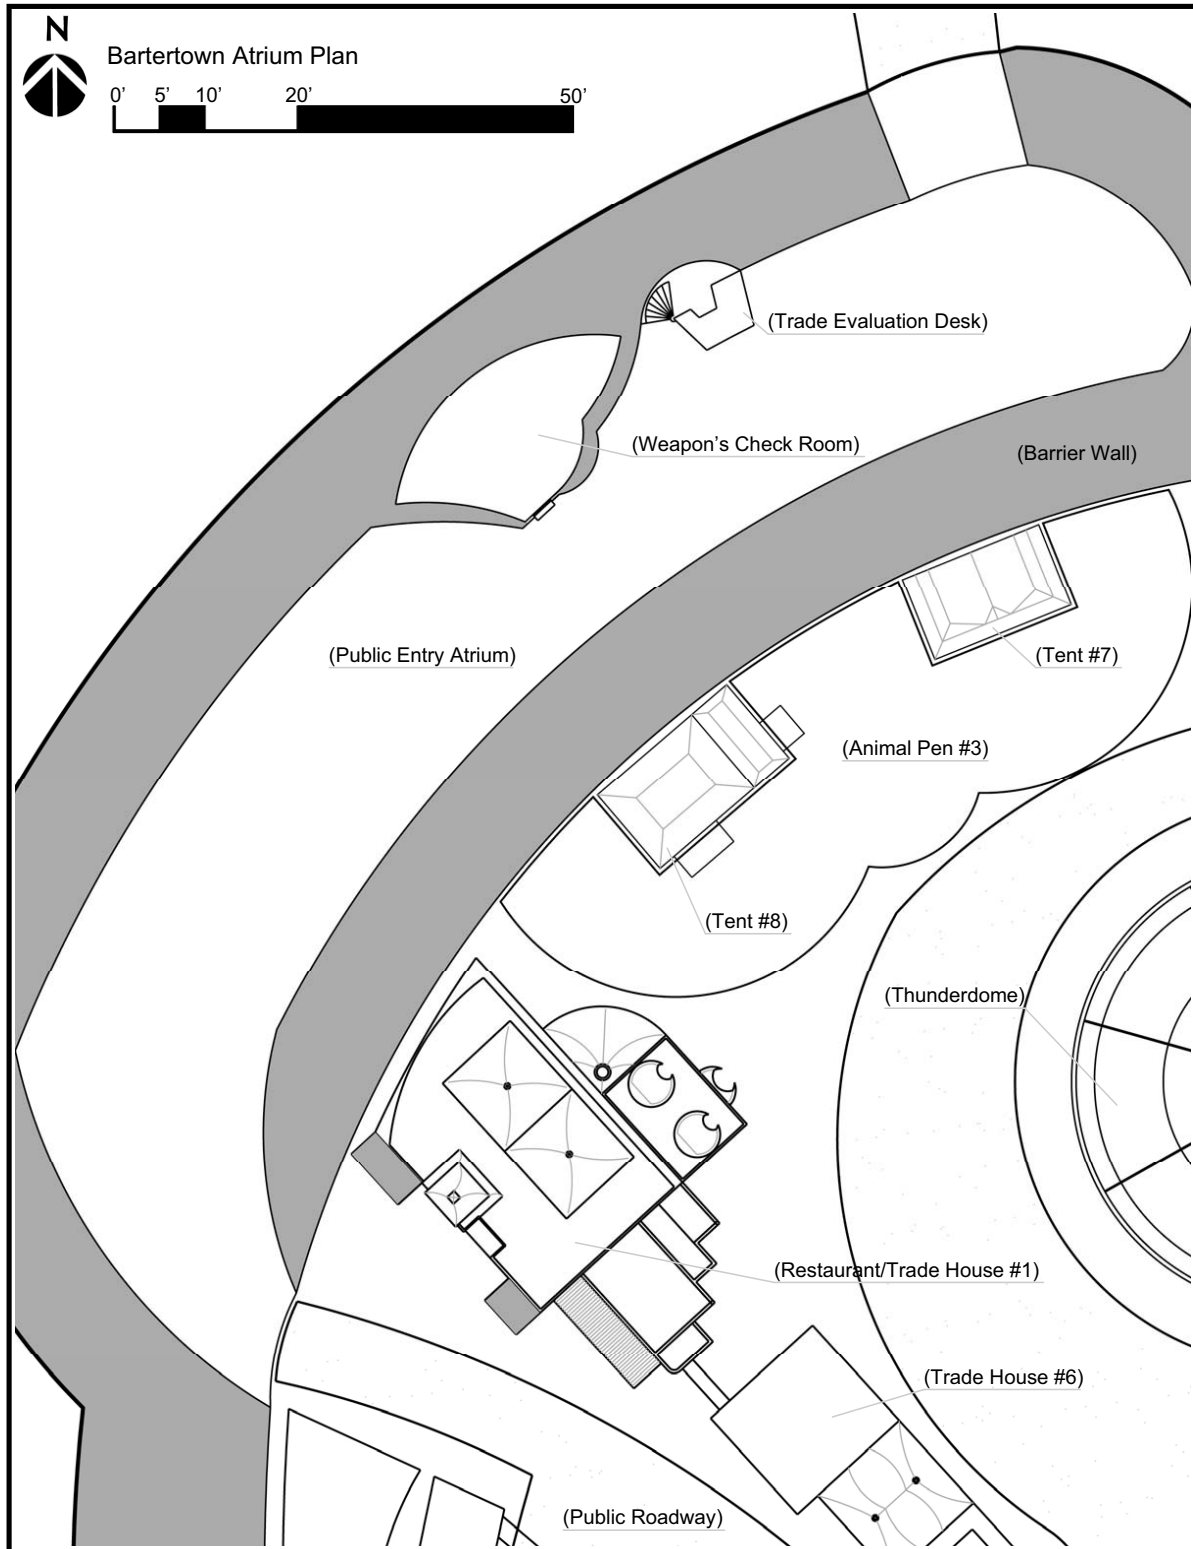 N
Bartertown Atrium Plan
0' 5' 10' 20' 50'
(Trade Evaluation Desk)
(Weapon's Check Room)
(Barrier Wall)
(Public Entry Atrium)
(Tent #7)
(Animal Pen #3)
(Tent #8)
(Thunderdome)
(Restaurant/Trade House #1)
(Trade House #6)
(Public Roadway)